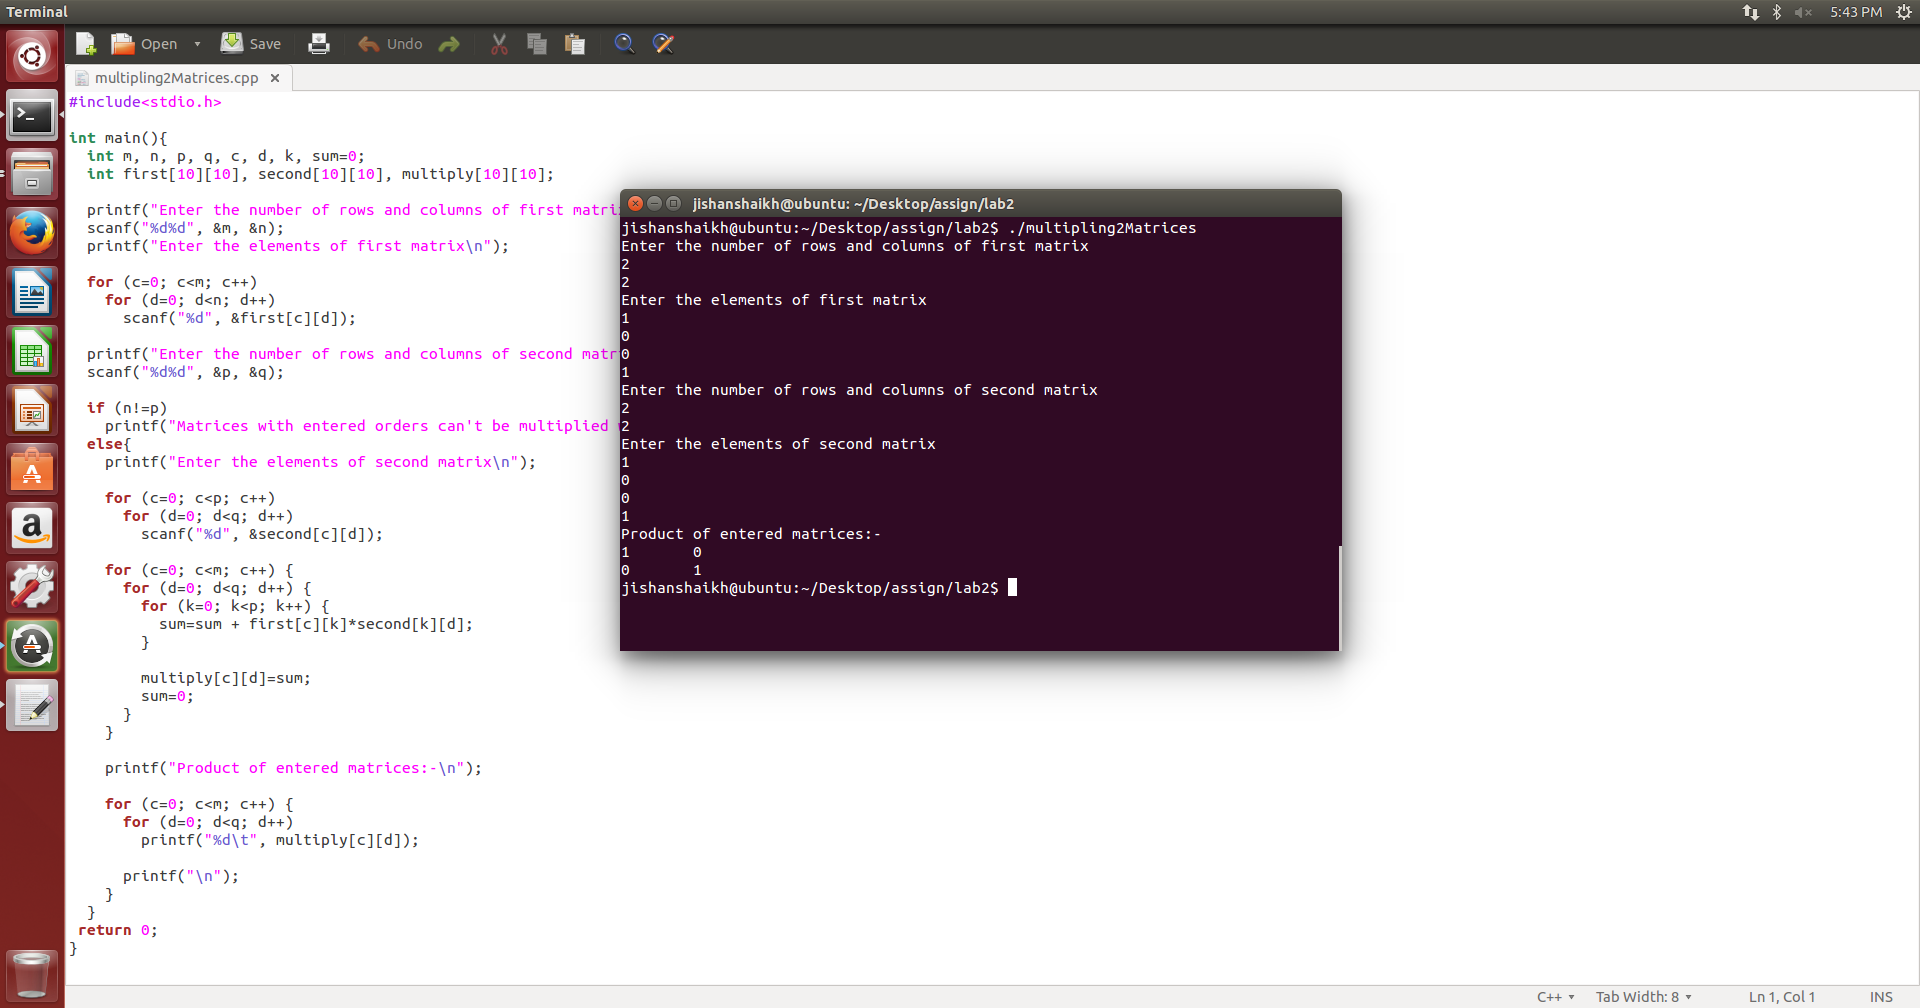 Terminal
5:43 PM
Open
Save
Undo
multipling2Matrices.cpp
#include<stdio.h>
int main(){
int m, n, p, q, c, d, k, sum=0;
int first[10][10], second[10][10], multiply[10][10];
printf("Enter the number of rows and columns of first matri
scanf("%d%d", &m, &n);
printf("Enter the elements of first matrix\n");
for (c=0; c<m; c++)
for (d=0; d<n; d++)
scanf("%d", &first[c][d]);
printf("Enter the number of rows and columns of second matr
scanf("%d%d", &p, &q);
if (n!=p)
printf("Matrices with entered orders can't be multiplied
else{
printf("Enter the elements of second matrix\n");
for (c=0; c<p; c++)
for (d=0; d<q; d++)
scanf("%d", &second[c][d]);
for (c=0; c<m; c++) {
for (d=0; d<q; d++) {
for (k=0; k<p; k++) {
sum=sum + first[c][k]*second[k][d];
}
multiply[c][d]=sum;
sum=0;
}
}
printf("Product of entered matrices:-\n");
for (c=0; c<m; c++) {
for (d=0; d<q; d++)
printf("%d\t", multiply[c][d]);
printf("\n");
}
}
return 0;
}
jishanshaikh@ubuntu: ~/Desktop/assign/lab2
jishanshaikh@ubuntu:~/Desktop/assign/lab2$ ./multipling2Matrices
Enter the number of rows and columns of first matrix
2
2
Enter the elements of first matrix
1
0
0
1
Enter the number of rows and columns of second matrix
2
2
Enter the elements of second matrix
1
0
0
1
Product of entered matrices:-
1 0
0 1
jishanshaikh@ubuntu:~/Desktop/assign/lab2$
C++ Tab Width: 8 Ln 1, Col 1 INS